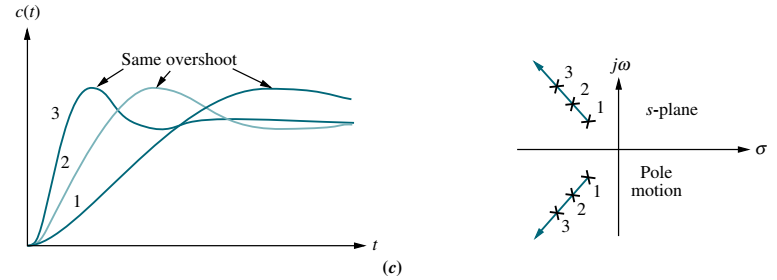 c(t)
Same overshoot
3
2
1
t
jω
3
2
1
s-plane
σ
Pole
motion
1
2
3
(c)